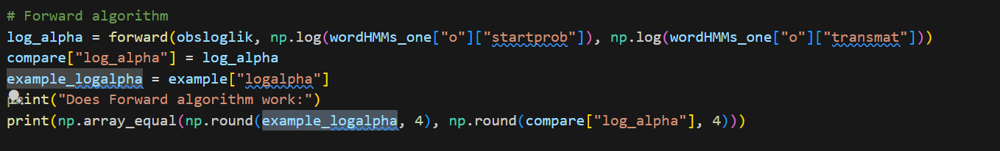 # Forward algorithm
log_alpha = forward(obsloglik, np.log(wordHMMs_one["o"]["startprob"]), np.log(wordHMMs_one["o"]["transmat"]))
compare["log_alpha"] = log_alpha
example_logalpha = example["logalpha"]
print("Does Forward algorithm work:")
print(np.array_equal(np.round(example_logalpha, 4), np.round(compare["log_alpha"], 4)))